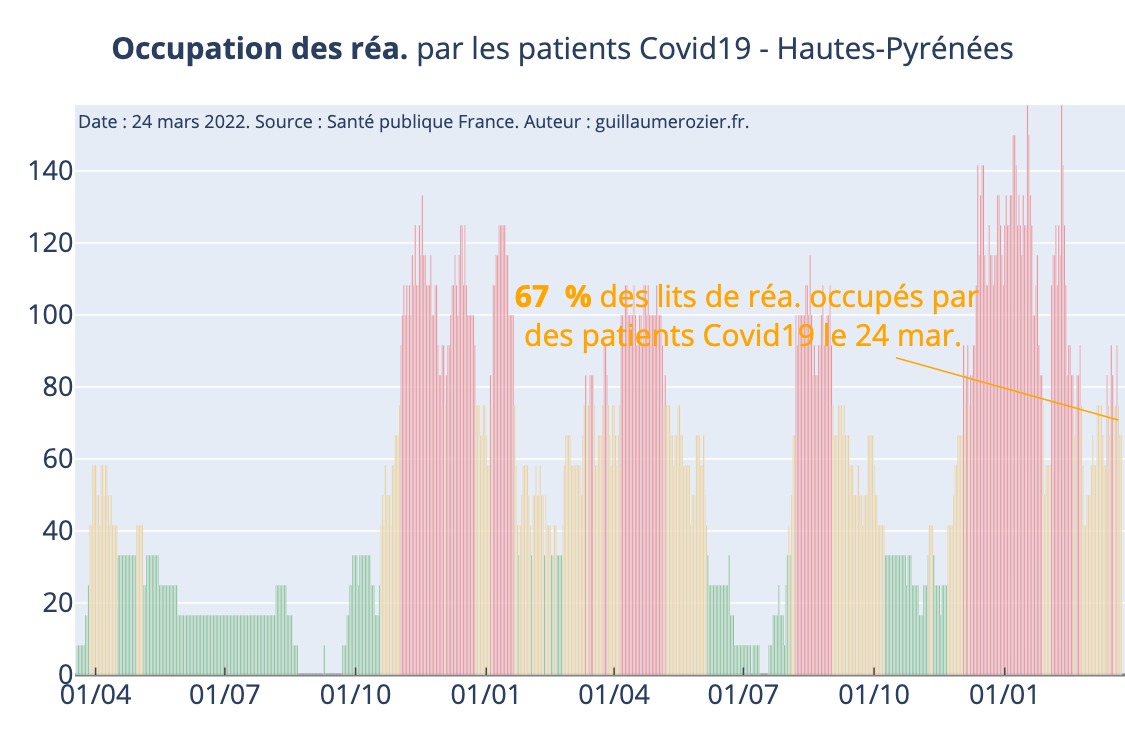 Occupation des réa. par les patients Covid19 - Hautes-Pyrénées
Date : 24 mars 2022. Source : Santé publique France. Auteur : guillaumerozier.fr.
140
120
67 % des lits de réa. occupés par
100
des patients Covid19 le 24 mar.
80
60
40
20
0
01/04 01/07 01/10 01/01 01/04 01/07 01/10 01/01